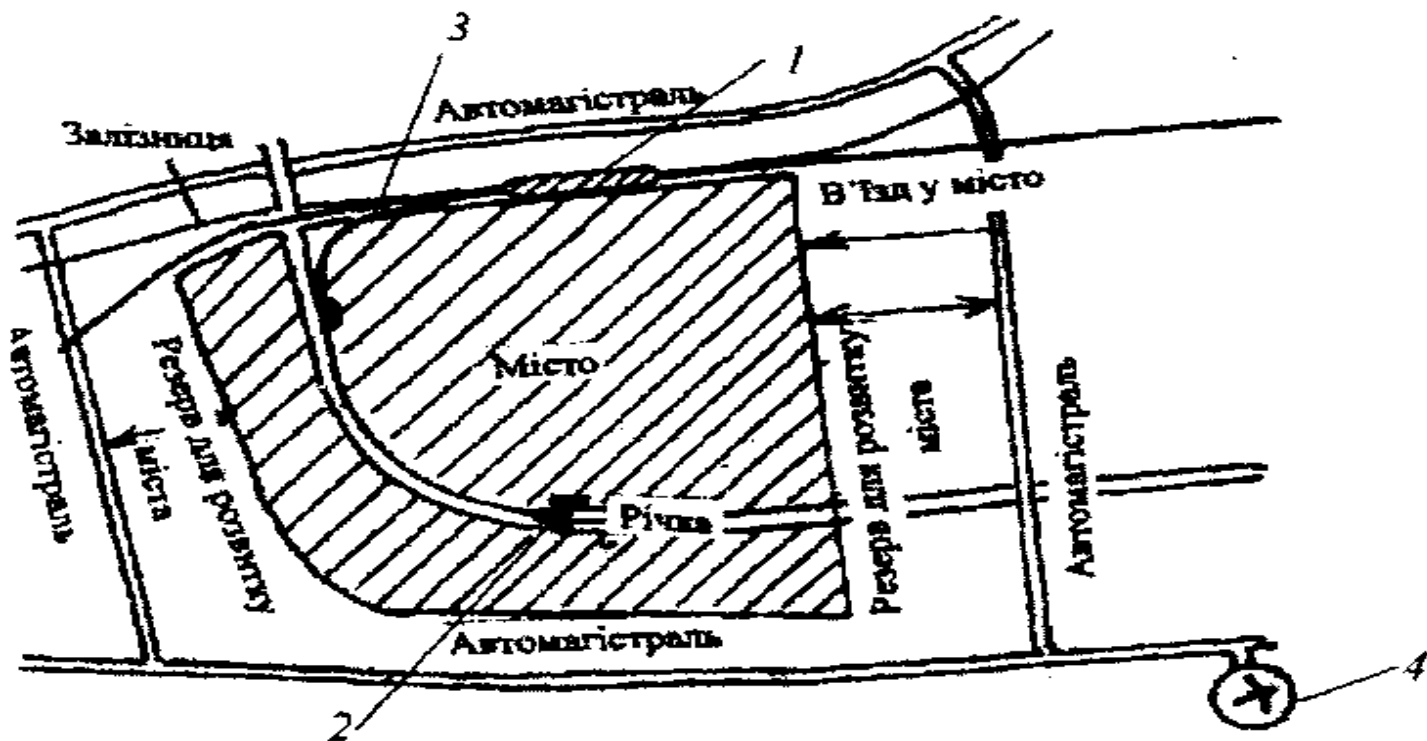 3
1
Автомагістраль
Залізниця
В'їзд у місто
Місто
Автомагістраль
Резерв для розвитку
міста
Резерв для розвитку
міста
Автомагістраль
Річка
Автомагістраль
2
4